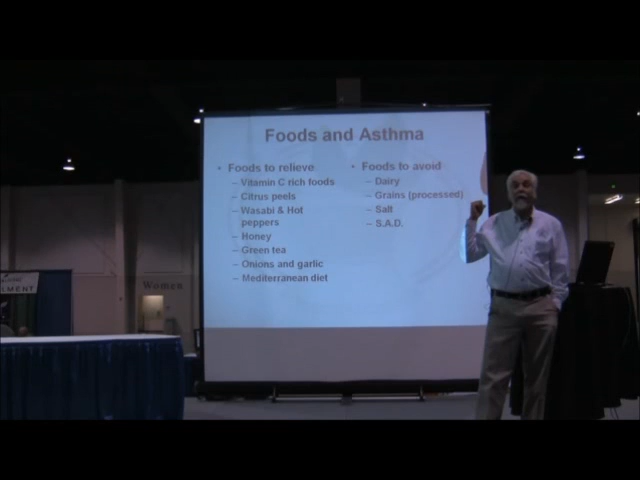 Foods and Asthma
• Foods to relieve
– Vitamin C rich foods
– Citrus peels
– Wasabi & Hot
peppers
– Honey
– Green tea
– Onions and garlic
– Mediterranean diet
• Foods to avoid
– Dairy
– Grains (processed)
– Salt
– S.A.D.
LMENT
Women